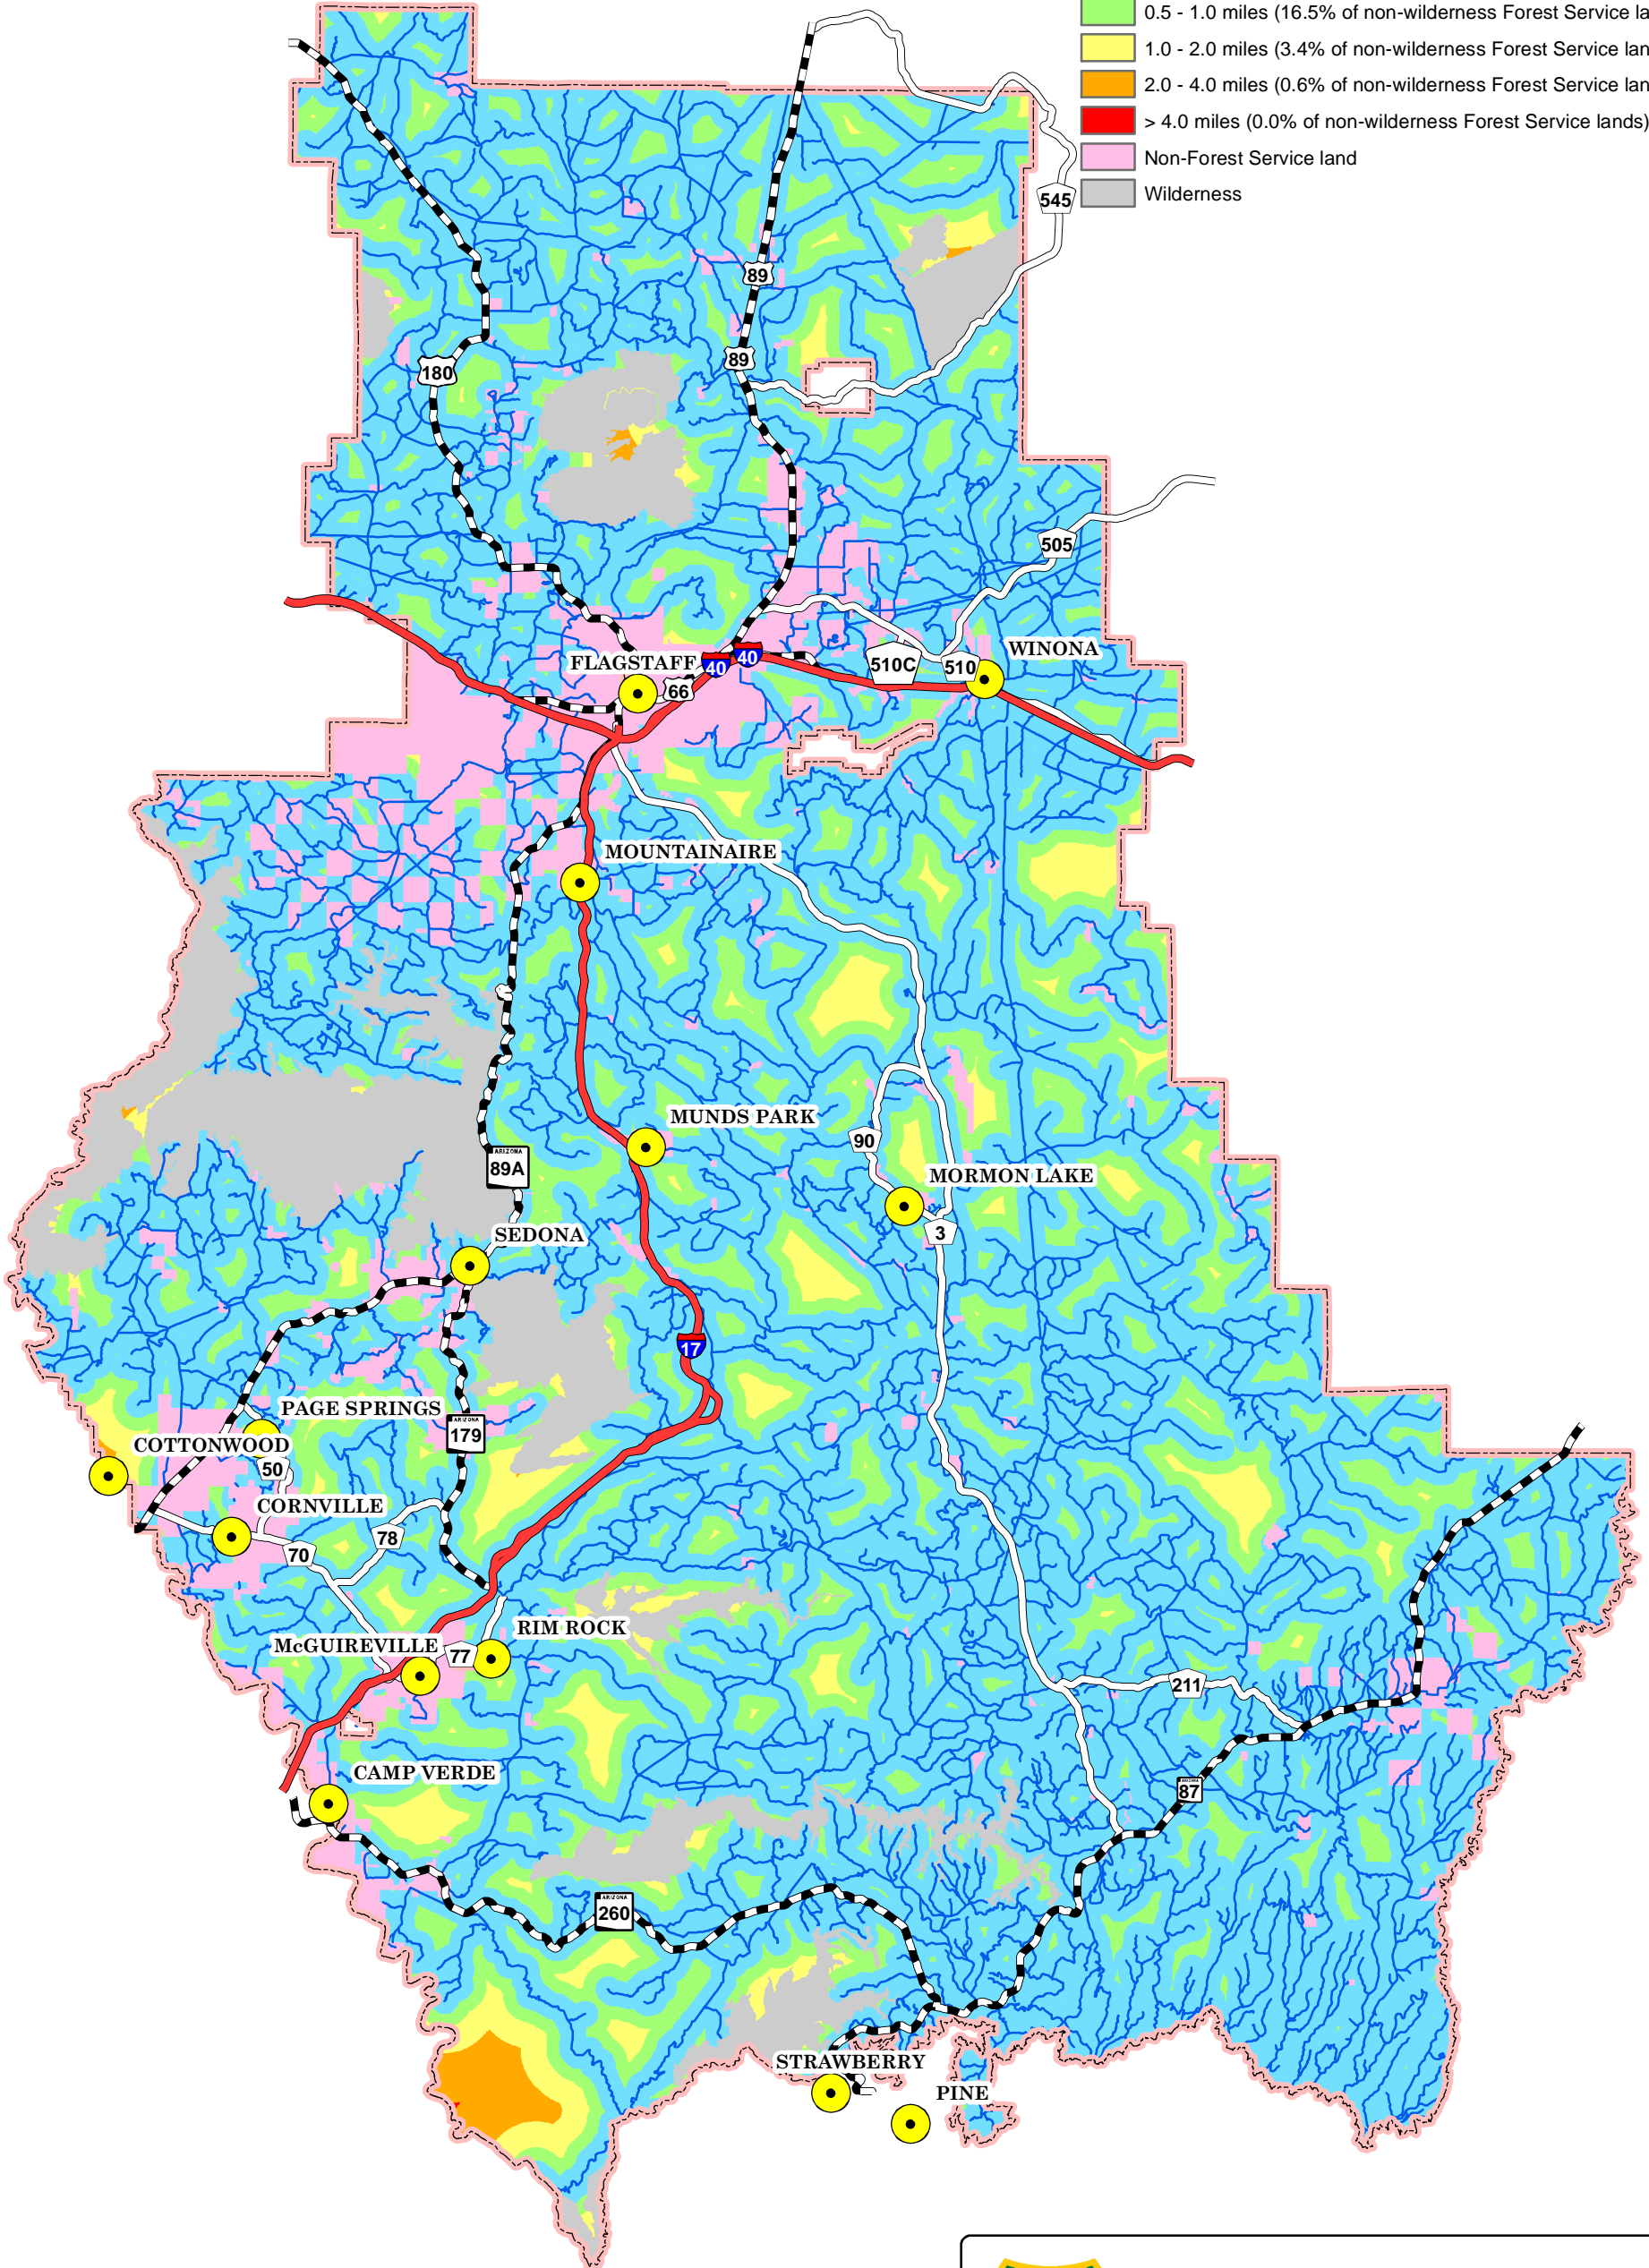 0.5 - 1.0 miles (16.5% of non-wilderness Forest Service la
1.0 - 2.0 miles (3.4% of non-wilderness Forest Service lan
2.0 - 4.0 miles (0.6% of non-wilderness Forest Service lan
> 4.0 miles (0.0% of non-wilderness Forest Service lands)
Non-Forest Service land
Wilderness
545
89
89
180
505
WINONA
FLAGSTAFF
40
40
510C
510
66
MOUNTAINAIRE
MUNDS PARK
90
ARIZONA
89A
MORMON LAKE
3
SEDONA
17
PAGE SPRINGS
ARIZONA
179
COTTONWOOD
50
CORNVILLE
78
70
RIM ROCK
McGUIREVILLE
77
211
CAMP VERDE
ARIZONA
87
ARIZONA
260
STRAWBERRY
PINE